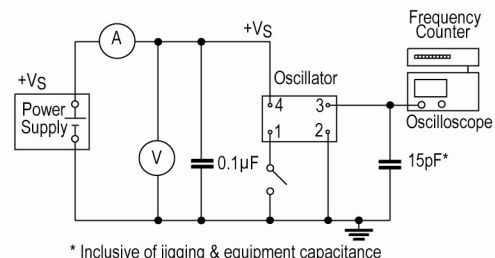 Frequency
Counter
A
+VS
+VS
Oscillator
Power
Supply
4
3
1
2
Oscilloscope
V
0.1µF
15pF*
* Inclusive of jigging & equipment capacitance